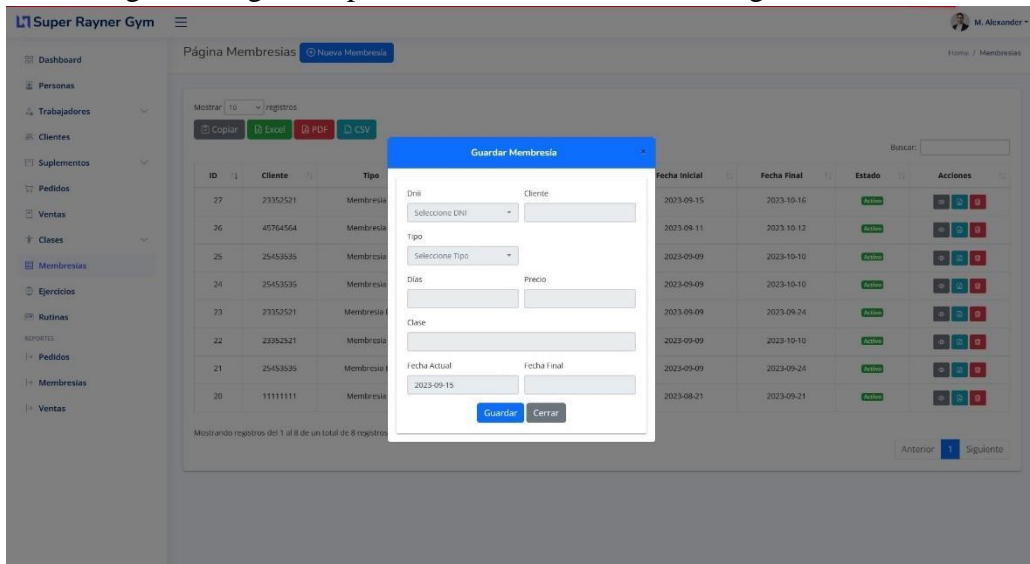 Super Rayner Gym
M. Alexander
Dashboard
Personas
Trabajadores
Clientes
Suplementos
Pedidos
Ventas
Clases
Membresias
Ejercicios
Rutinas
REPORTES
Pedidos
Membresias
Ventas
Página Membresias Nueva Membresía
Home / Membresias
Mostrar 10 registros
Copiar Excel PDF CSV
Buscar:
ID Cliente Tipo Fecha Inicial Fecha Final Estado Acciones
27 23352521 Membresia 2023-09-15 2023-10-16 Activo
26 45764564 Membresia 2023-09-11 2023-10-12 Activo
25 25453535 Membresia 2023-09-09 2023-10-10 Activo
24 25453535 Membresia 2023-09-09 2023-10-10 Activo
23 23352521 Membresia 2023-09-09 2023-09-24 Activo
22 23352521 Membresia 2023-09-09 2023-10-10 Activo
21 25453535 Membresia 2023-09-09 2023-09-24 Activo
20 11111111 Membresia 2023-08-21 2023-09-21 Activo
Mostrando registros del 1 al 8 de un total de 8 registros
Anterior 1 Siguiente
Guardar Membresía
Dnii Cliente
Seleccione DNI
Tipo
Seleccione Tipo
Días Precio
Clase
Fecha Actual Fecha Final
2023-09-15
Guardar Cerrar